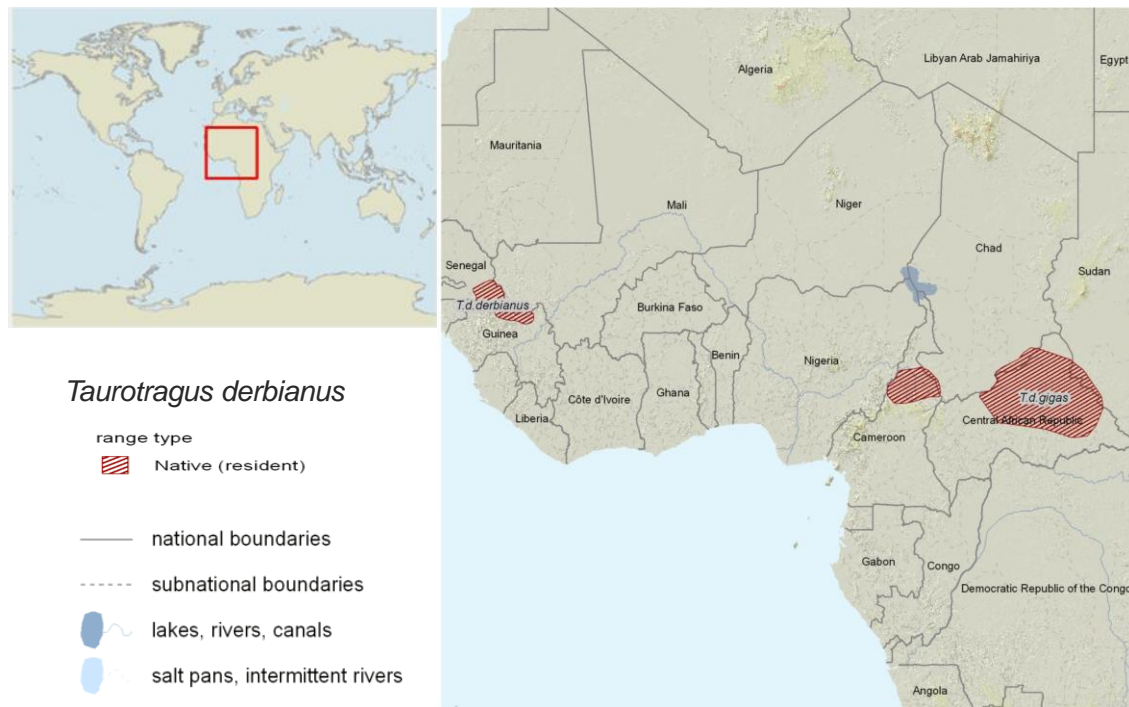 Taurotragus derbianus
range type
Native (resident)
national boundaries
subnational boundaries
lakes, rivers, canals
salt pans, intermittent rivers
Algeria
Libyan Arab Jamahiriya
Egypt
Mauritania
Mali
Niger
Chad
Sudan
Senegal
T.d.derbianus
Guinea
Burkina Faso
Benin
Nigeria
Ghana
Côte d'Ivoire
Liberia
T.d.gigas
Central African Republic
Cameroon
Gabon
Congo
Democratic Republic of the Congo
Angola